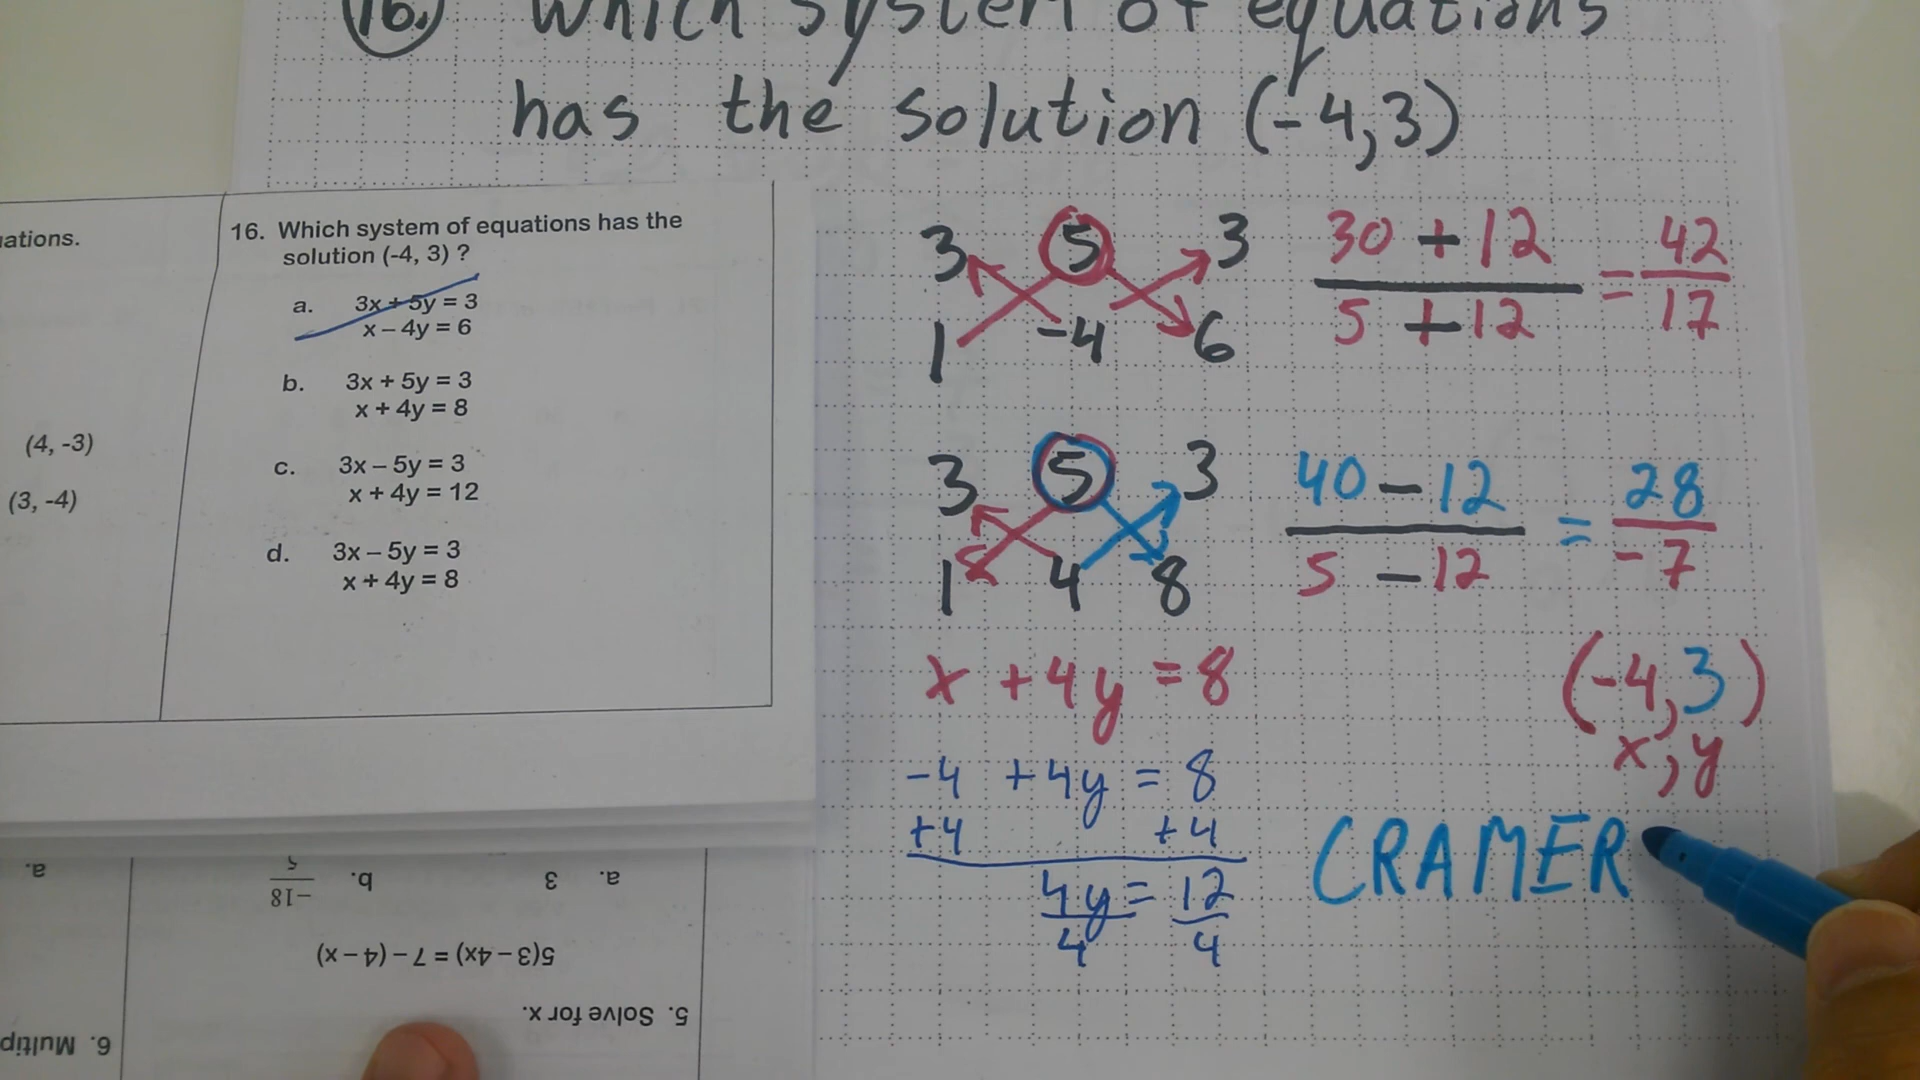 16. Which system of equations
has the solution (-4,3)
ations.
(4, -3)
(3, -4)
16. Which system of equations has the
solution (-4, 3) ?
a. 3x + 5y = 3
x – 4y = 6
b. 3x + 5y = 3
x + 4y = 8
c. 3x – 5y = 3
x + 4y = 12
d. 3x – 5y = 3
x + 4y = 8
3 5 3
1 -4 6
30 + 12 = 42
5 + 12 17
3 5 3
1 4 8
40 - 12 = 28
5 - 12 -7
x + 4y = 8
(-4,3)
x,y
-4 + 4y = 8
+4 +4
4y = 12
4 4
CRAMER
5. Solve for x.
5(3 – 4x) = 7 – (4 – x)
a. 3
b. –18
5
a.
6. Multip